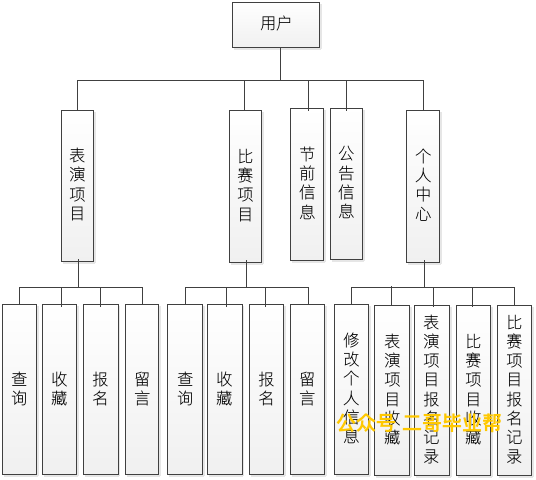 用户
表演项目
比赛项目
节前信息
公告信息
个人中心
查询
收藏
报名
留言
查询
收藏
报名
留言
修改个人信息
表演项目收藏
表演项目报名记录
比赛项目收藏
比赛项目报名记录
公众号 二哥毕业帮